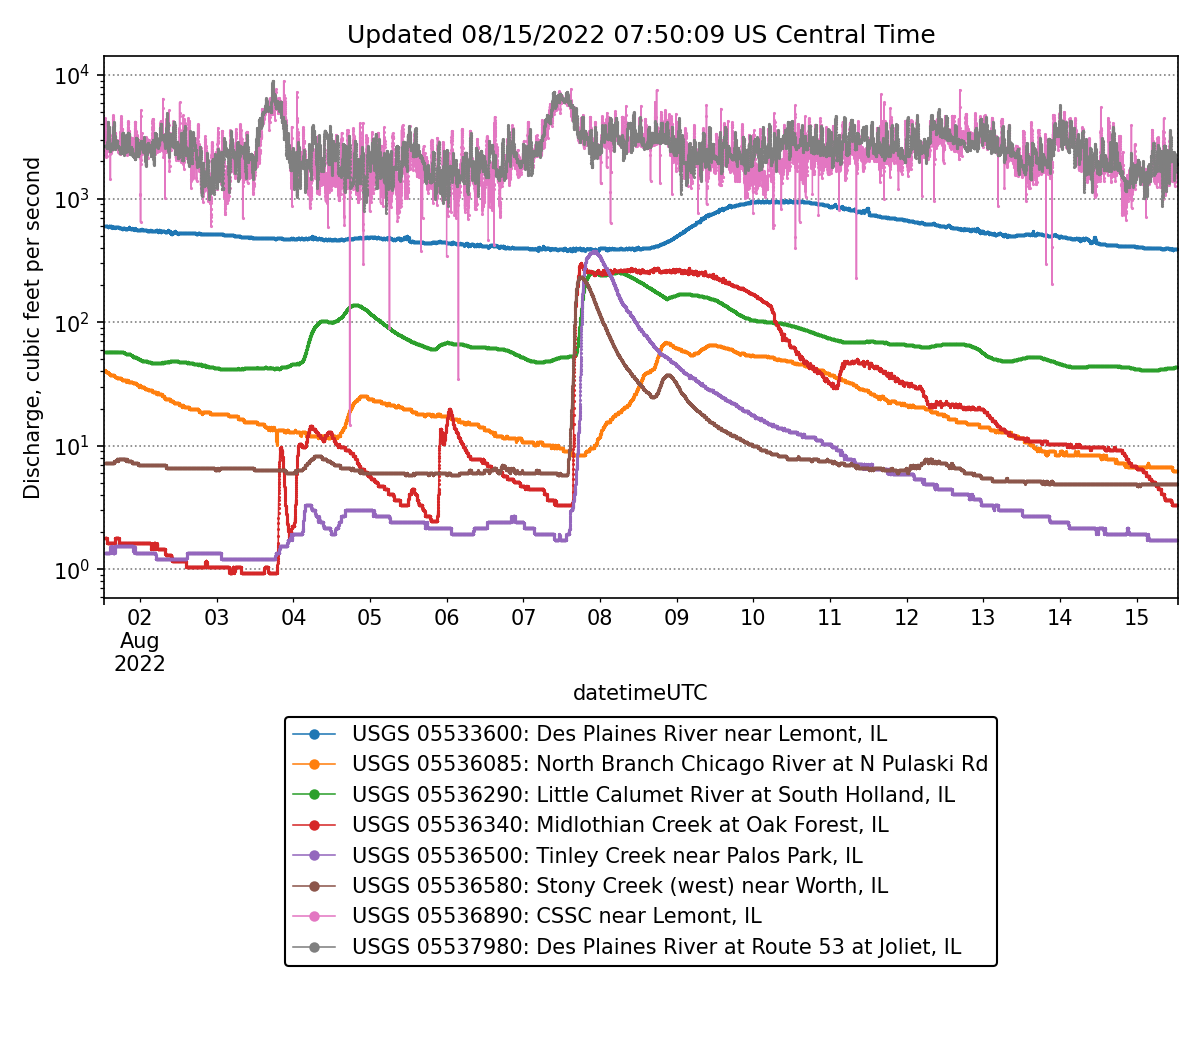 Updated 08/15/2022 07:50:09 US Central Time
Discharge, cubic feet per second
10⁴
10³
10²
10¹
10⁰
02 03 04 05 06 07 08 09 10 11 12 13 14 15
Aug
2022
datetimeUTC
USGS 05533600: Des Plaines River near Lemont, IL
USGS 05536085: North Branch Chicago River at N Pulaski Rd
USGS 05536290: Little Calumet River at South Holland, IL
USGS 05536340: Midlothian Creek at Oak Forest, IL
USGS 05536500: Tinley Creek near Palos Park, IL
USGS 05536580: Stony Creek (west) near Worth, IL
USGS 05536890: CSSC near Lemont, IL
USGS 05537980: Des Plaines River at Route 53 at Joliet, IL